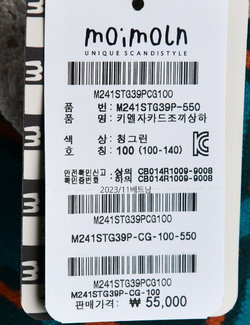 moimoln
UNIQUE SCANDISTYLE
M241STG39PCG100
품 번: M241STG39P-550
품 명: 키엘자카드조끼상하
색 상: 청그린
호 칭: 100 (100-140)
안전확인신고 상의 CB014R1009-9008
확인번호 하의 CB014R1009-9008
2023/11베트남
M241STG39PCG100
M241STG39P-CG-100-550
M241STG39PCG100
M241STG39P-CG-100
판매가격: ₩ 55,000